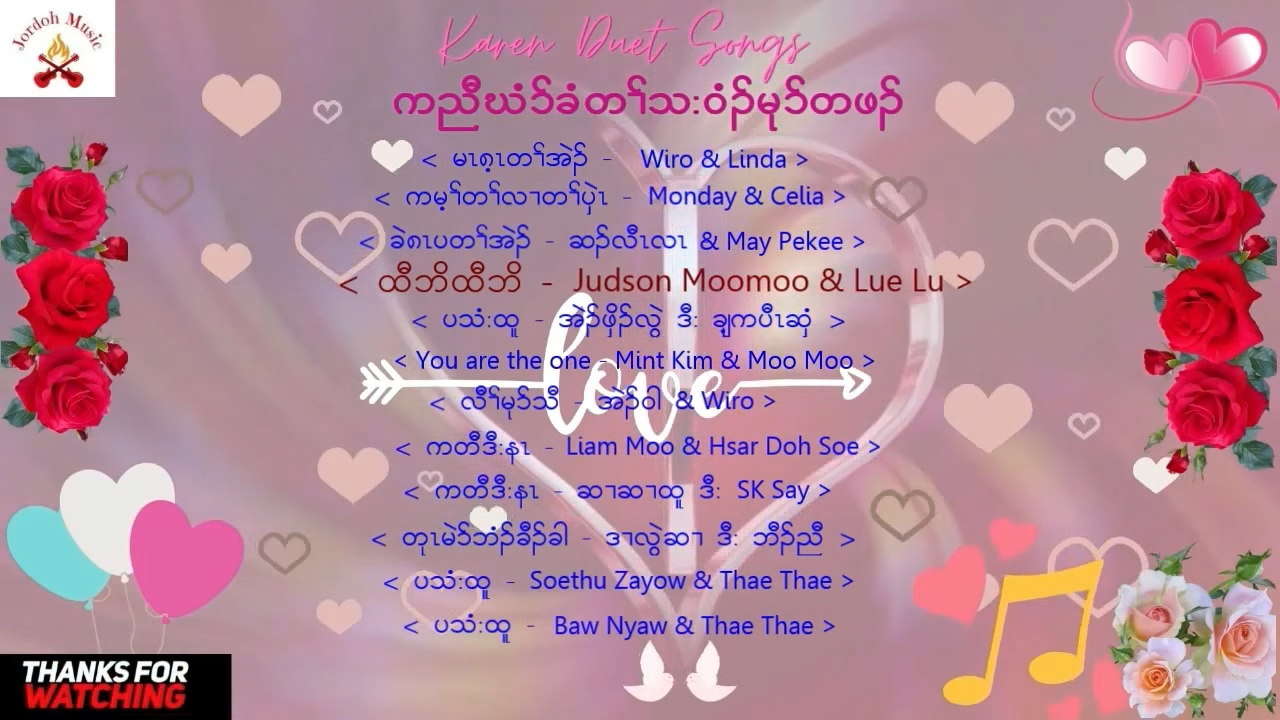 Jordoh Music
Karen Duet Songs
ကညီဃံာ်ခံတၢ်သးဝံၣ်မုာ်တဖၣ်
< မၤစ့ၤတၢ်အဲၣ် - Wiro & Linda >
< ကမ့ၢ်တၢ်လၢတၢ်ပှဲၤ - Monday & Celia >
< ခဲ၈ၤပတၢ်အဲၣ် - ဆၣ်လီၤလၤ & May Pekee >
< ထီဘိထီဘိ - Judson Moomoo & Lue Lu >
< ပသံးထူ - အဲၣ်ဖှိၣ်လွဲ ဒီး ချကပီၤဆှံ >
< You are the one - Mint Kim & Moo Moo >
love
< လီၢ်မုာ်သီ - အဲၣ်ဝါ & Wiro >
< ကတီဒီးနၤ - Liam Moo & Hsar Doh Soe >
< ကတီဒီးနၤ - ဆၢဆၢထူ ဒီး SK Say >
< တုၤမဲာ်ဘံၣ်ခီၣ်ခါ - ဒၢလွဲဆၢ ဒီး ဘီၣ်ညီ >
< ပသံးထူ - Soethu Zayow & Thae Thae >
< ပသံးထူ - Baw Nyaw & Thae Thae >
THANKS FOR
WATCHING